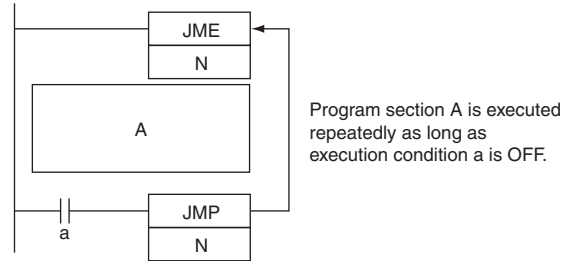 JME
N
A
Program section A is executed
repeatedly as long as
execution condition a is OFF.
JMP
a
N